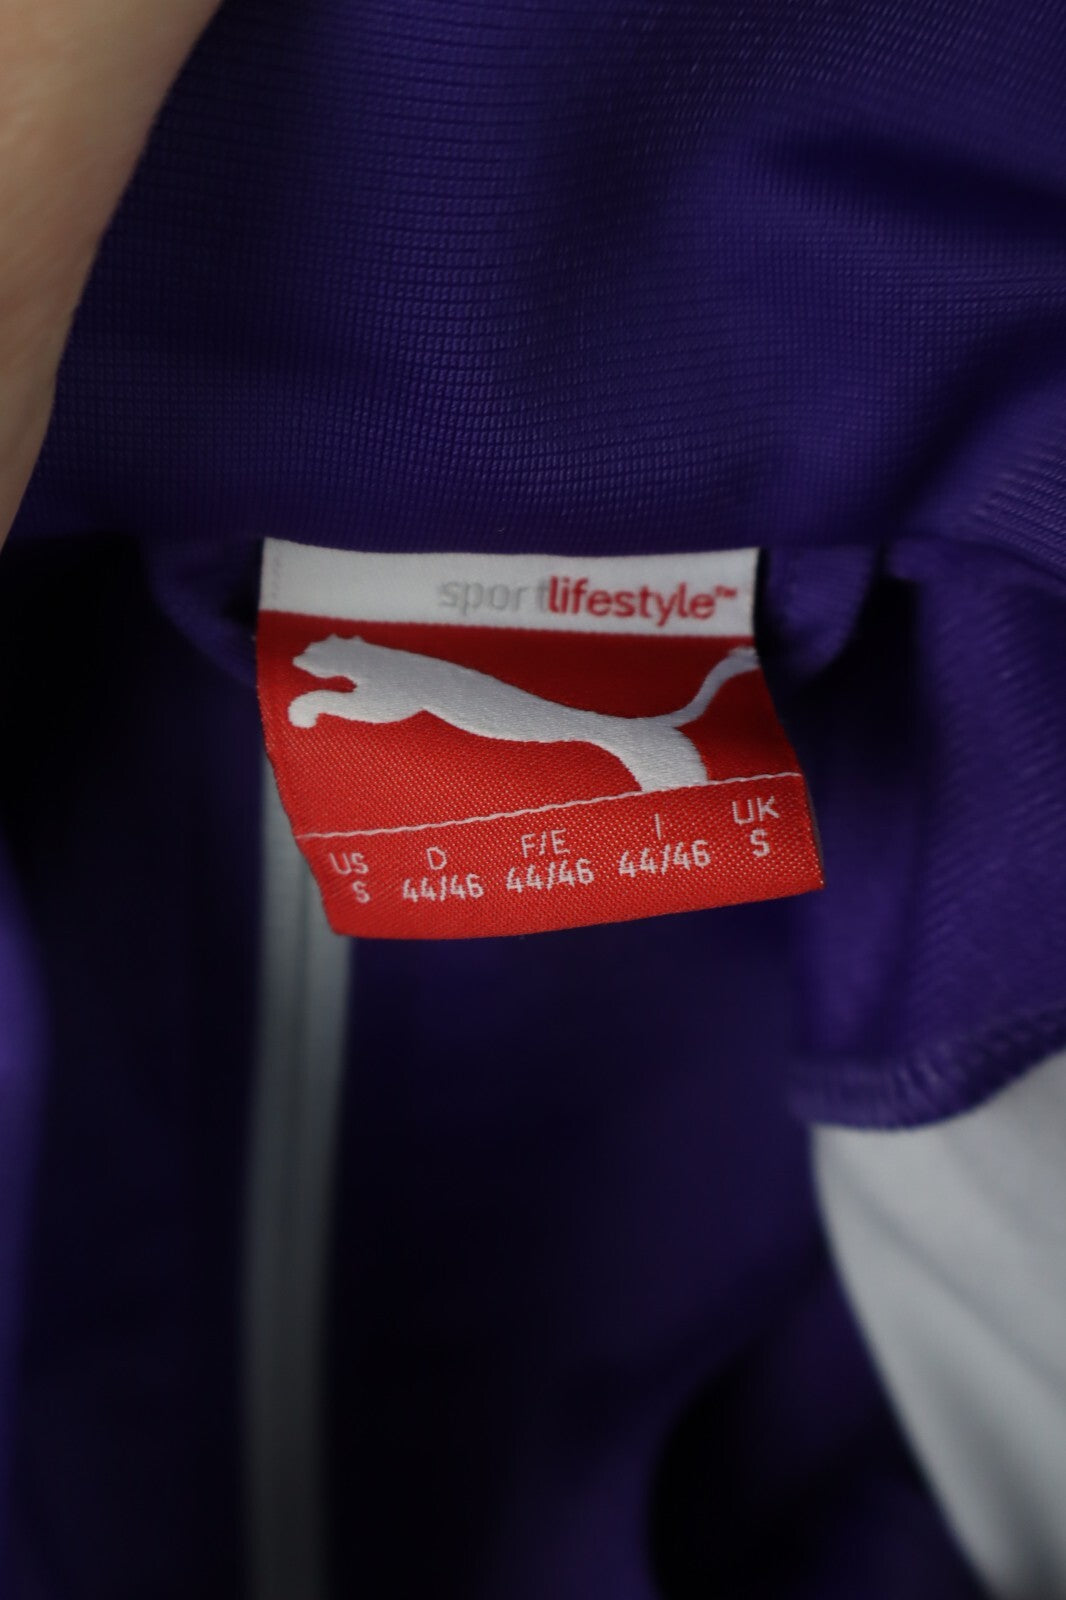 sportlifestyle™
US D F/E I UK
S 44/46 44/46 44/46 S